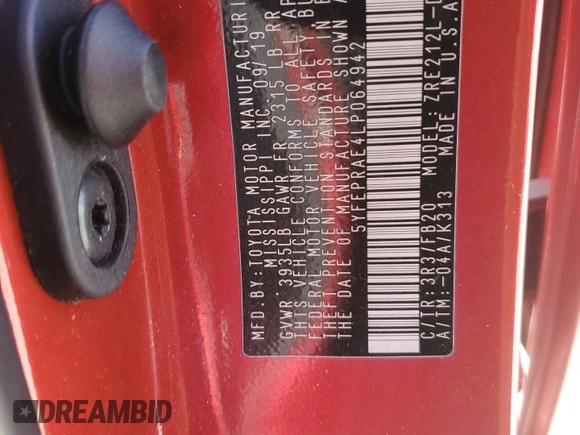 MFD. BY: TOYOTA MOTOR MANUFACTURI
MISSISSIPPI INC. 09/19
GVWR 3935LB GAWR FR 2315 LB RR
THIS VEHICLE CONFORMS TO ALL AP
FEDERAL MOTOR VEHICLE SAFETY, BU
THEFT PREVENTION STANDARDS IN E
THE DATE OF MANUFACTURE SHOWN A
5YFEPRAE4LP064942
C/TR: 3R3/FB20 MODEL: ZRE212L-D
A/TM: -04A/K313 MADE IN U.S.A
DREAMBID